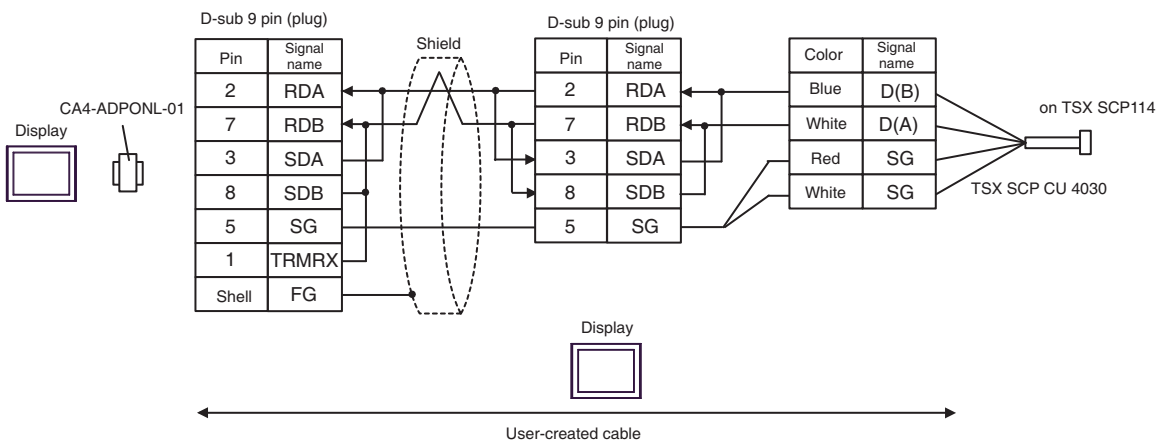 D-sub 9 pin (plug)
Pin Signal name
2 RDA
7 RDB
3 SDA
8 SDB
5 SG
1 TRMRX
Shell FG
CA4-ADPONL-01
Display
Shield
D-sub 9 pin (plug)
Pin Signal name
2 RDA
7 RDB
3 SDA
8 SDB
5 SG
Color Signal name
Blue D(B)
White D(A)
Red SG
White SG
on TSX SCP114
TSX SCP CU 4030
Display
User-created cable